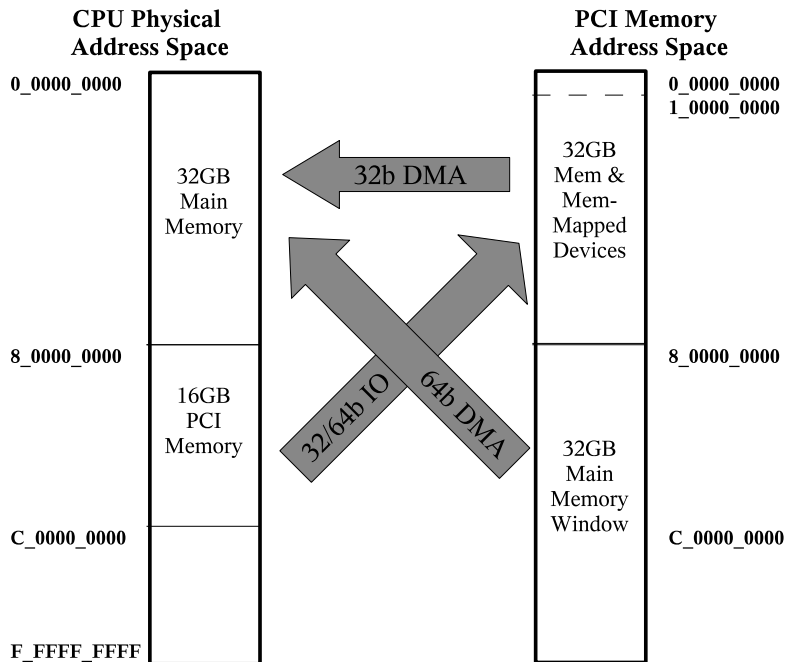 CPU Physical
Address Space
PCI Memory
Address Space
0_0000_0000
0_0000_0000
1_0000_0000
32GB
Main
Memory
32b DMA
32GB
Mem &
Mem-
Mapped
Devices
8_0000_0000
8_0000_0000
16GB
PCI
Memory
32/64b IO
64b DMA
32GB
Main
Memory
Window
C_0000_0000
C_0000_0000
F_FFFF_FFFF